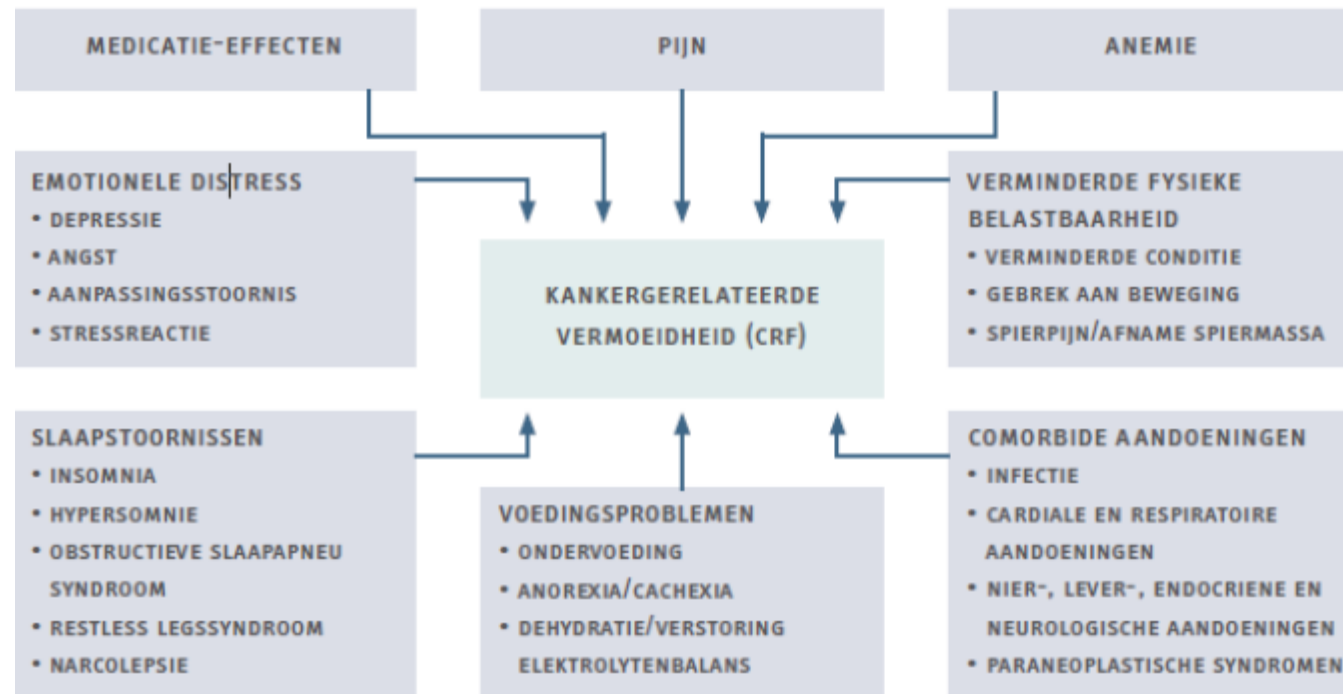 MEDICATIE-EFFECTEN
PIJN
ANEMIE
EMOTIONELE DISTRESS
• DEPRESSIE
• ANGST
• AANPASSINGSSTOORNIS
• STRESSREACTIE
KANKERGERELATEERDE
VERMOEIDHEID (CRF)
VERMINDERDE FYSIEKE
BELASTBAARHEID
• VERMINDERDE CONDITIE
• GEBREK AAN BEWEGING
• SPIERPIJN/AFNAME SPIERMASSA
SLAAPSTOORNISSEN
• INSOMNIA
• HYPERSOMNIE
• OBSTRUCTIEVE SLAAPAPNEU
SYNDROOM
• RESTLESS LEGSSYNDROOM
• NARCOLEPSIE
VOEDINGSPROBLEMEN
• ONDERVOEDING
• ANOREXIA/CACHEXIA
• DEHYDRATIE/VERSTORING
ELEKTROLYTENBALANS
COMORBIDE AANDOENINGEN
• INFECTIE
• CARDIALE EN RESPIRATOIRE
AANDOENINGEN
• NIER-, LEVER-, ENDOCRIENE EN
NEUROLOGISCHE AANDOENINGEN
• PARANEOPLASTISCHE SYNDROMEN